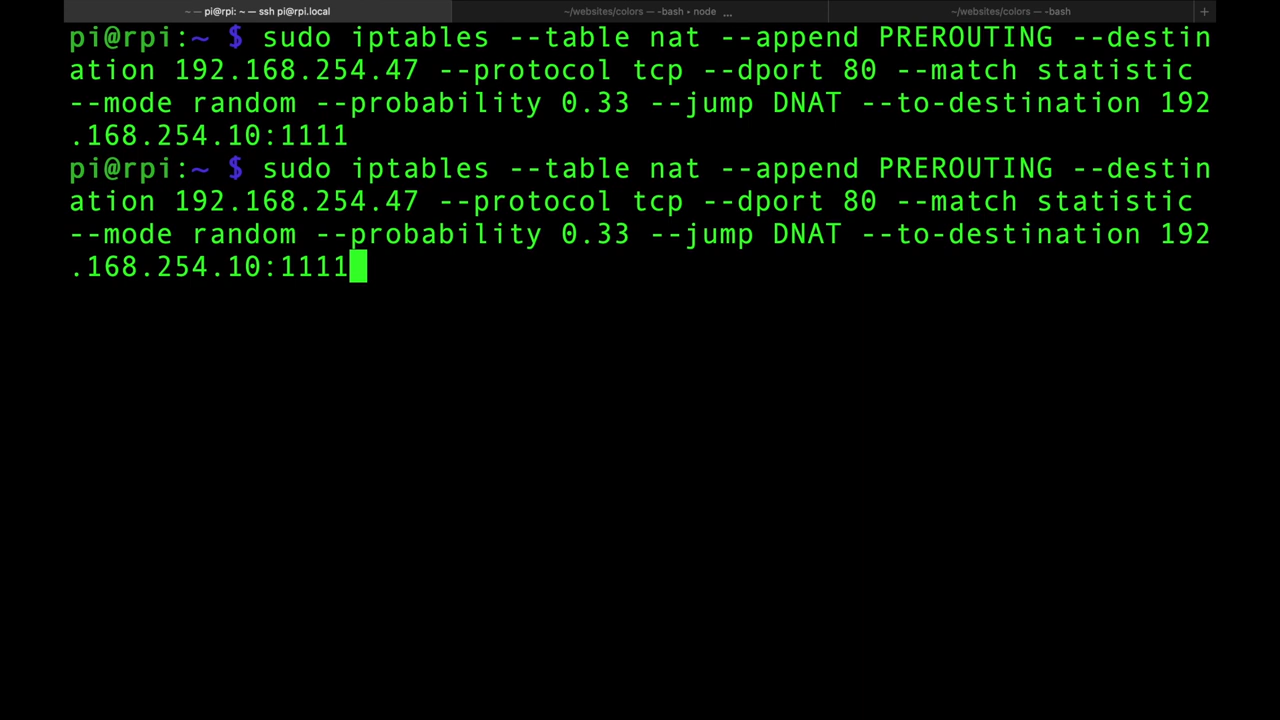 ~ — pi@rpi: ~ — ssh pi@rpi.local
~/websites/colors — -bash ▸ node ...
~/websites/colors — -bash
+
pi@rpi:~ $ sudo iptables --table nat --append PREROUTING --destin
ation 192.168.254.47 --protocol tcp --dport 80 --match statistic
--mode random --probability 0.33 --jump DNAT --to-destination 192
.168.254.10:1111
pi@rpi:~ $ sudo iptables --table nat --append PREROUTING --destin
ation 192.168.254.47 --protocol tcp --dport 80 --match statistic
--mode random --probability 0.33 --jump DNAT --to-destination 192
.168.254.10:1111